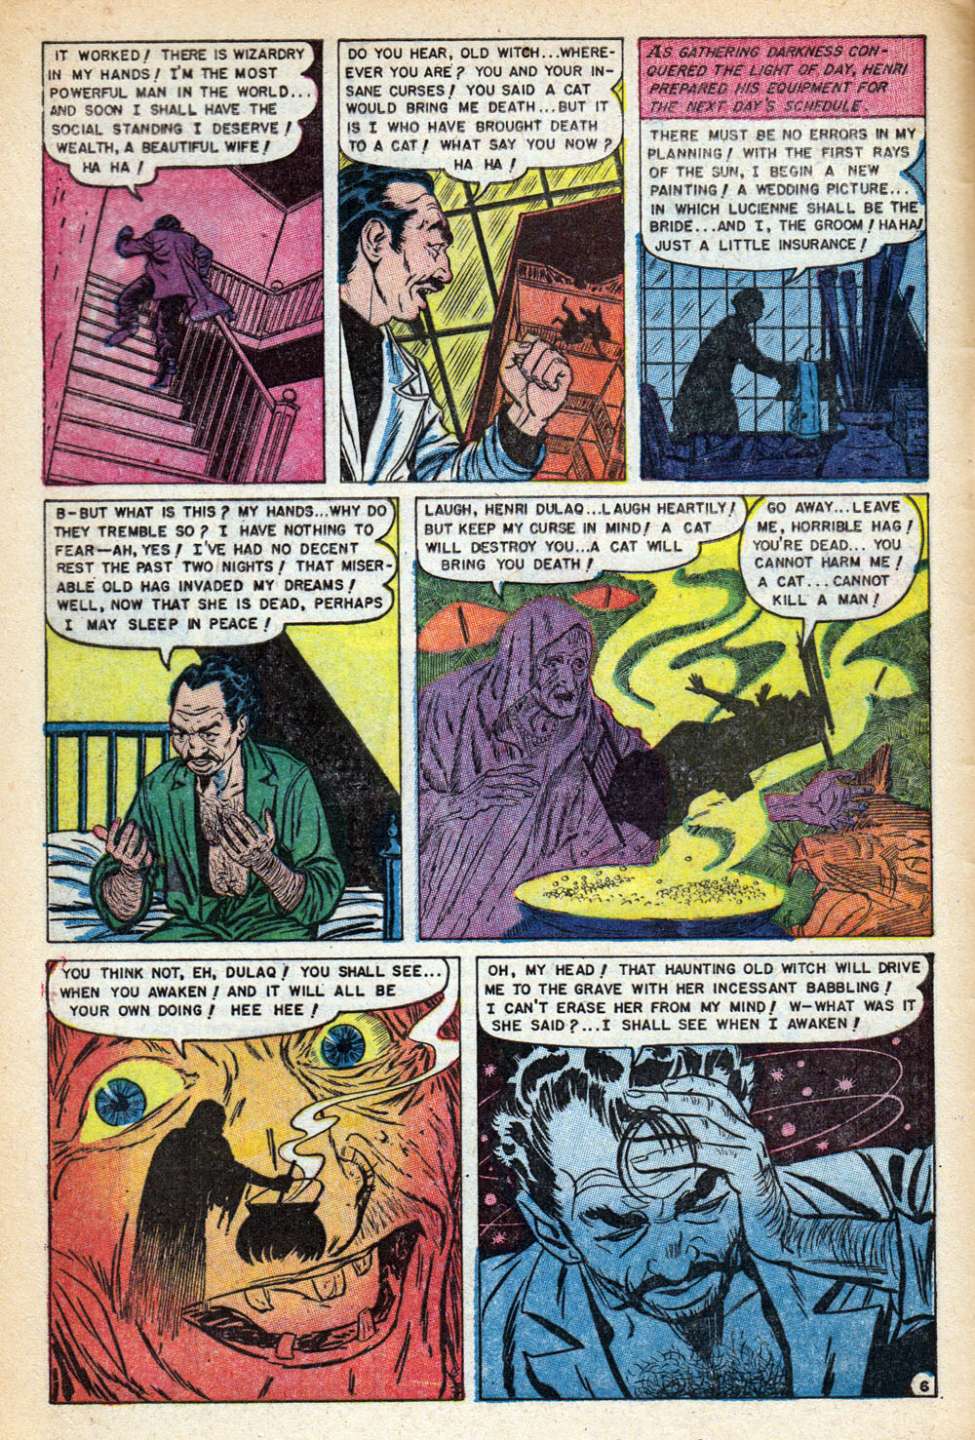 IT WORKED! THERE IS WIZARDRY
IN MY HANDS! I'M THE MOST
POWERFUL MAN IN THE WORLD...
AND SOON I SHALL HAVE THE
SOCIAL STANDING I DESERVE!
WEALTH, A BEAUTIFUL WIFE!
HA HA!
DO YOU HEAR, OLD WITCH...WHERE-
EVER YOU ARE? YOU AND YOUR IN-
SANE CURSES! YOU SAID A CAT
WOULD BRING ME DEATH...BUT IT
IS I WHO HAVE BROUGHT DEATH
TO A CAT! WHAT SAY YOU NOW?
HA HA!
AS GATHERING DARKNESS CON-
QUERED THE LIGHT OF DAY, HENRI
PREPARED HIS EQUIPMENT FOR
THE NEXT DAY'S SCHEDULE.
THERE MUST BE NO ERRORS IN MY
PLANNING! WITH THE FIRST RAYS
OF THE SUN, I BEGIN A NEW
PAINTING! A WEDDING PICTURE...
IN WHICH LUCIENNE SHALL BE THE
BRIDE...AND I, THE GROOM! HAHA!
JUST A LITTLE INSURANCE!
B-BUT WHAT IS THIS? MY HANDS...WHY DO
THEY TREMBLE SO? I HAVE NOTHING TO
FEAR—AH, YES! I'VE HAD NO DECENT
REST THE PAST TWO NIGHTS! THAT MISER-
ABLE OLD HAG INVADED MY DREAMS!
WELL, NOW THAT SHE IS DEAD, PERHAPS
I MAY SLEEP IN PEACE!
LAUGH, HENRI DULAQ...LAUGH HEARTILY!
BUT KEEP MY CURSE IN MIND! A CAT
WILL DESTROY YOU...A CAT WILL
BRING YOU DEATH!
GO AWAY...LEAVE
ME, HORRIBLE HAG!
YOU'RE DEAD... YOU
CANNOT HARM ME!
A CAT...CANNOT
KILL A MAN!
YOU THINK NOT, EH, DULAQ! YOU SHALL SEE...
WHEN YOU AWAKEN! AND IT WILL ALL BE
YOUR OWN DOING! HEE HEE!
OH, MY HEAD! THAT HAUNTING OLD WITCH WILL DRIVE
ME TO THE GRAVE WITH HER INCESSANT BABBLING!
I CAN'T ERASE HER FROM MY MIND! W-WHAT WAS IT
SHE SAID?...I SHALL SEE WHEN I AWAKEN!
6